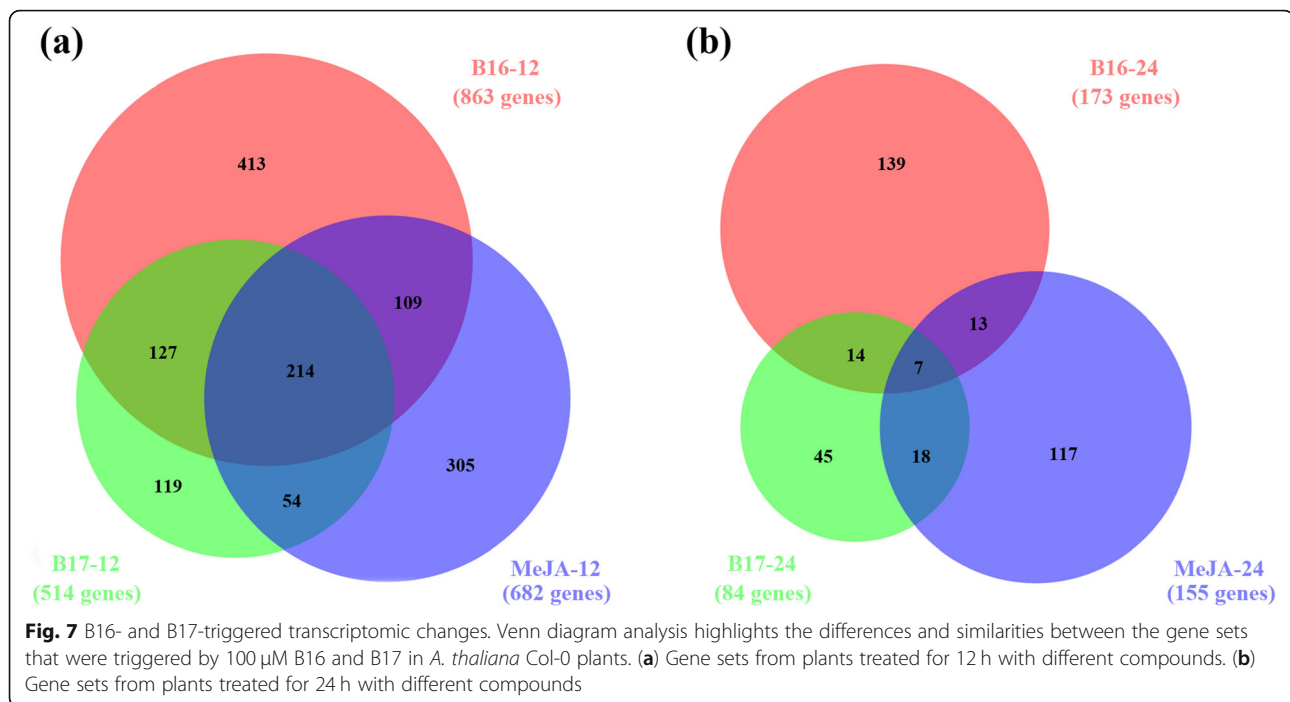 (a)
B16-12
(863 genes)
413
109
127
214
119
54
305
B17-12
(514 genes)
MeJA-12
(682 genes)
(b)
B16-24
(173 genes)
139
13
14
7
45
18
117
B17-24
(84 genes)
MeJA-24
(155 genes)
Fig. 7 B16- and B17-triggered transcriptomic changes. Venn diagram analysis highlights the differences and similarities between the gene sets
that were triggered by 100 μM B16 and B17 in A. thaliana Col-0 plants. (a) Gene sets from plants treated for 12 h with different compounds. (b)
Gene sets from plants treated for 24 h with different compounds